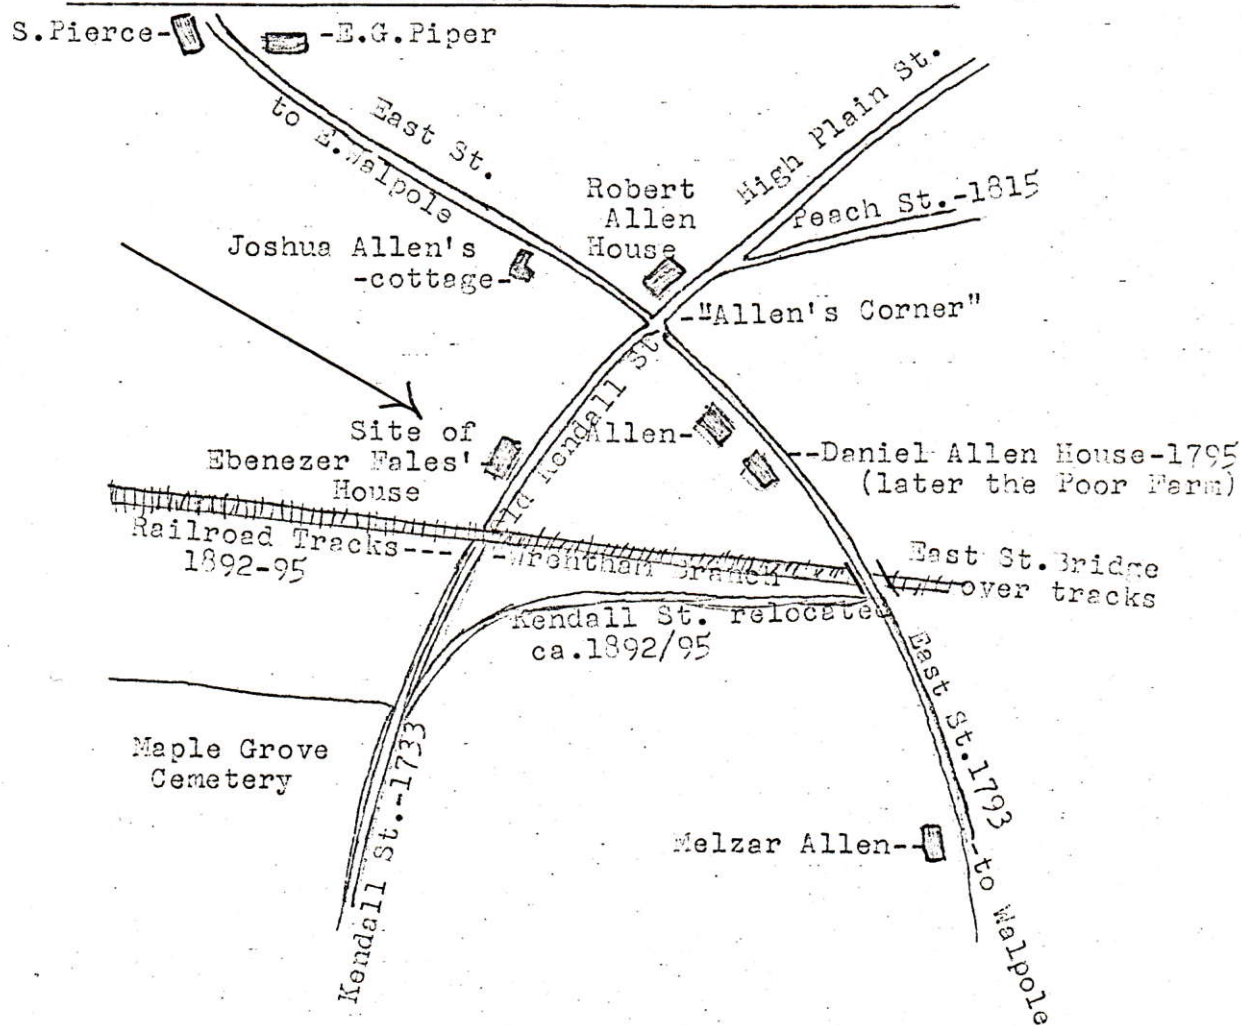 S.Pierce-
-E.G.Piper
East St.
to E.Walpole
High Plain St.
Robert
Allen
House
Peach St.-1815
Joshua Allen's
-cottage-
-"Allen's Corner"
Old Kendall St.
Site of
Ebenezer Fales'
House
Allen-
--Daniel Allen House-1795
(later the Poor Farm)
Railroad Tracks---
1892-95
-Wrentham Branch
East St.Bridge
over tracks
Kendall St. relocated
ca.1892/95
Maple Grove
Cemetery
Kendall St.-1733
East St.1793
-to Walpole
Melzar Allen--